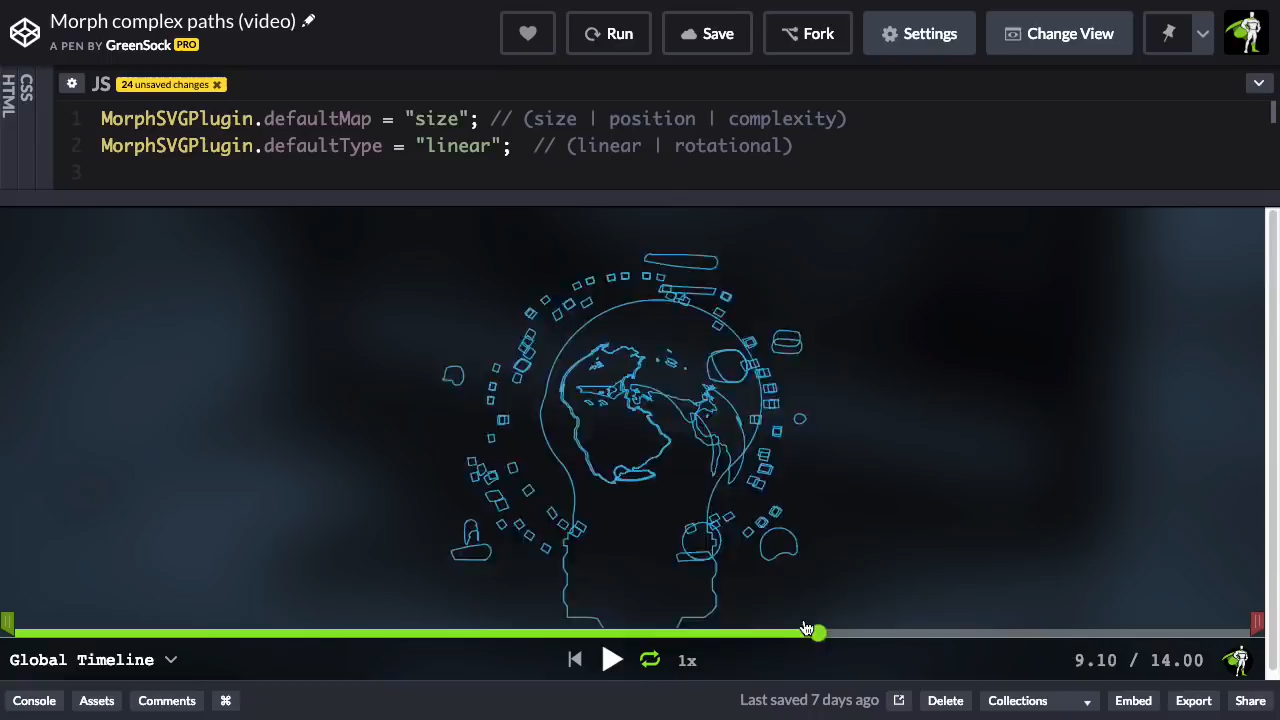 Morph complex paths (video)
A PEN BY GreenSock PRO
Run
Save
Fork
Settings
Change View
HTML
CSS
JS
24 unsaved changes ×
1 MorphSVGPlugin.defaultMap = "size"; // (size | position | complexity)
2 MorphSVGPlugin.defaultType = "linear";  // (linear | rotational)
3
Global Timeline
1x
9.10 / 14.00
Console
Assets
Comments
⌘
Last saved 7 days ago
Delete
Collections
Embed
Export
Share